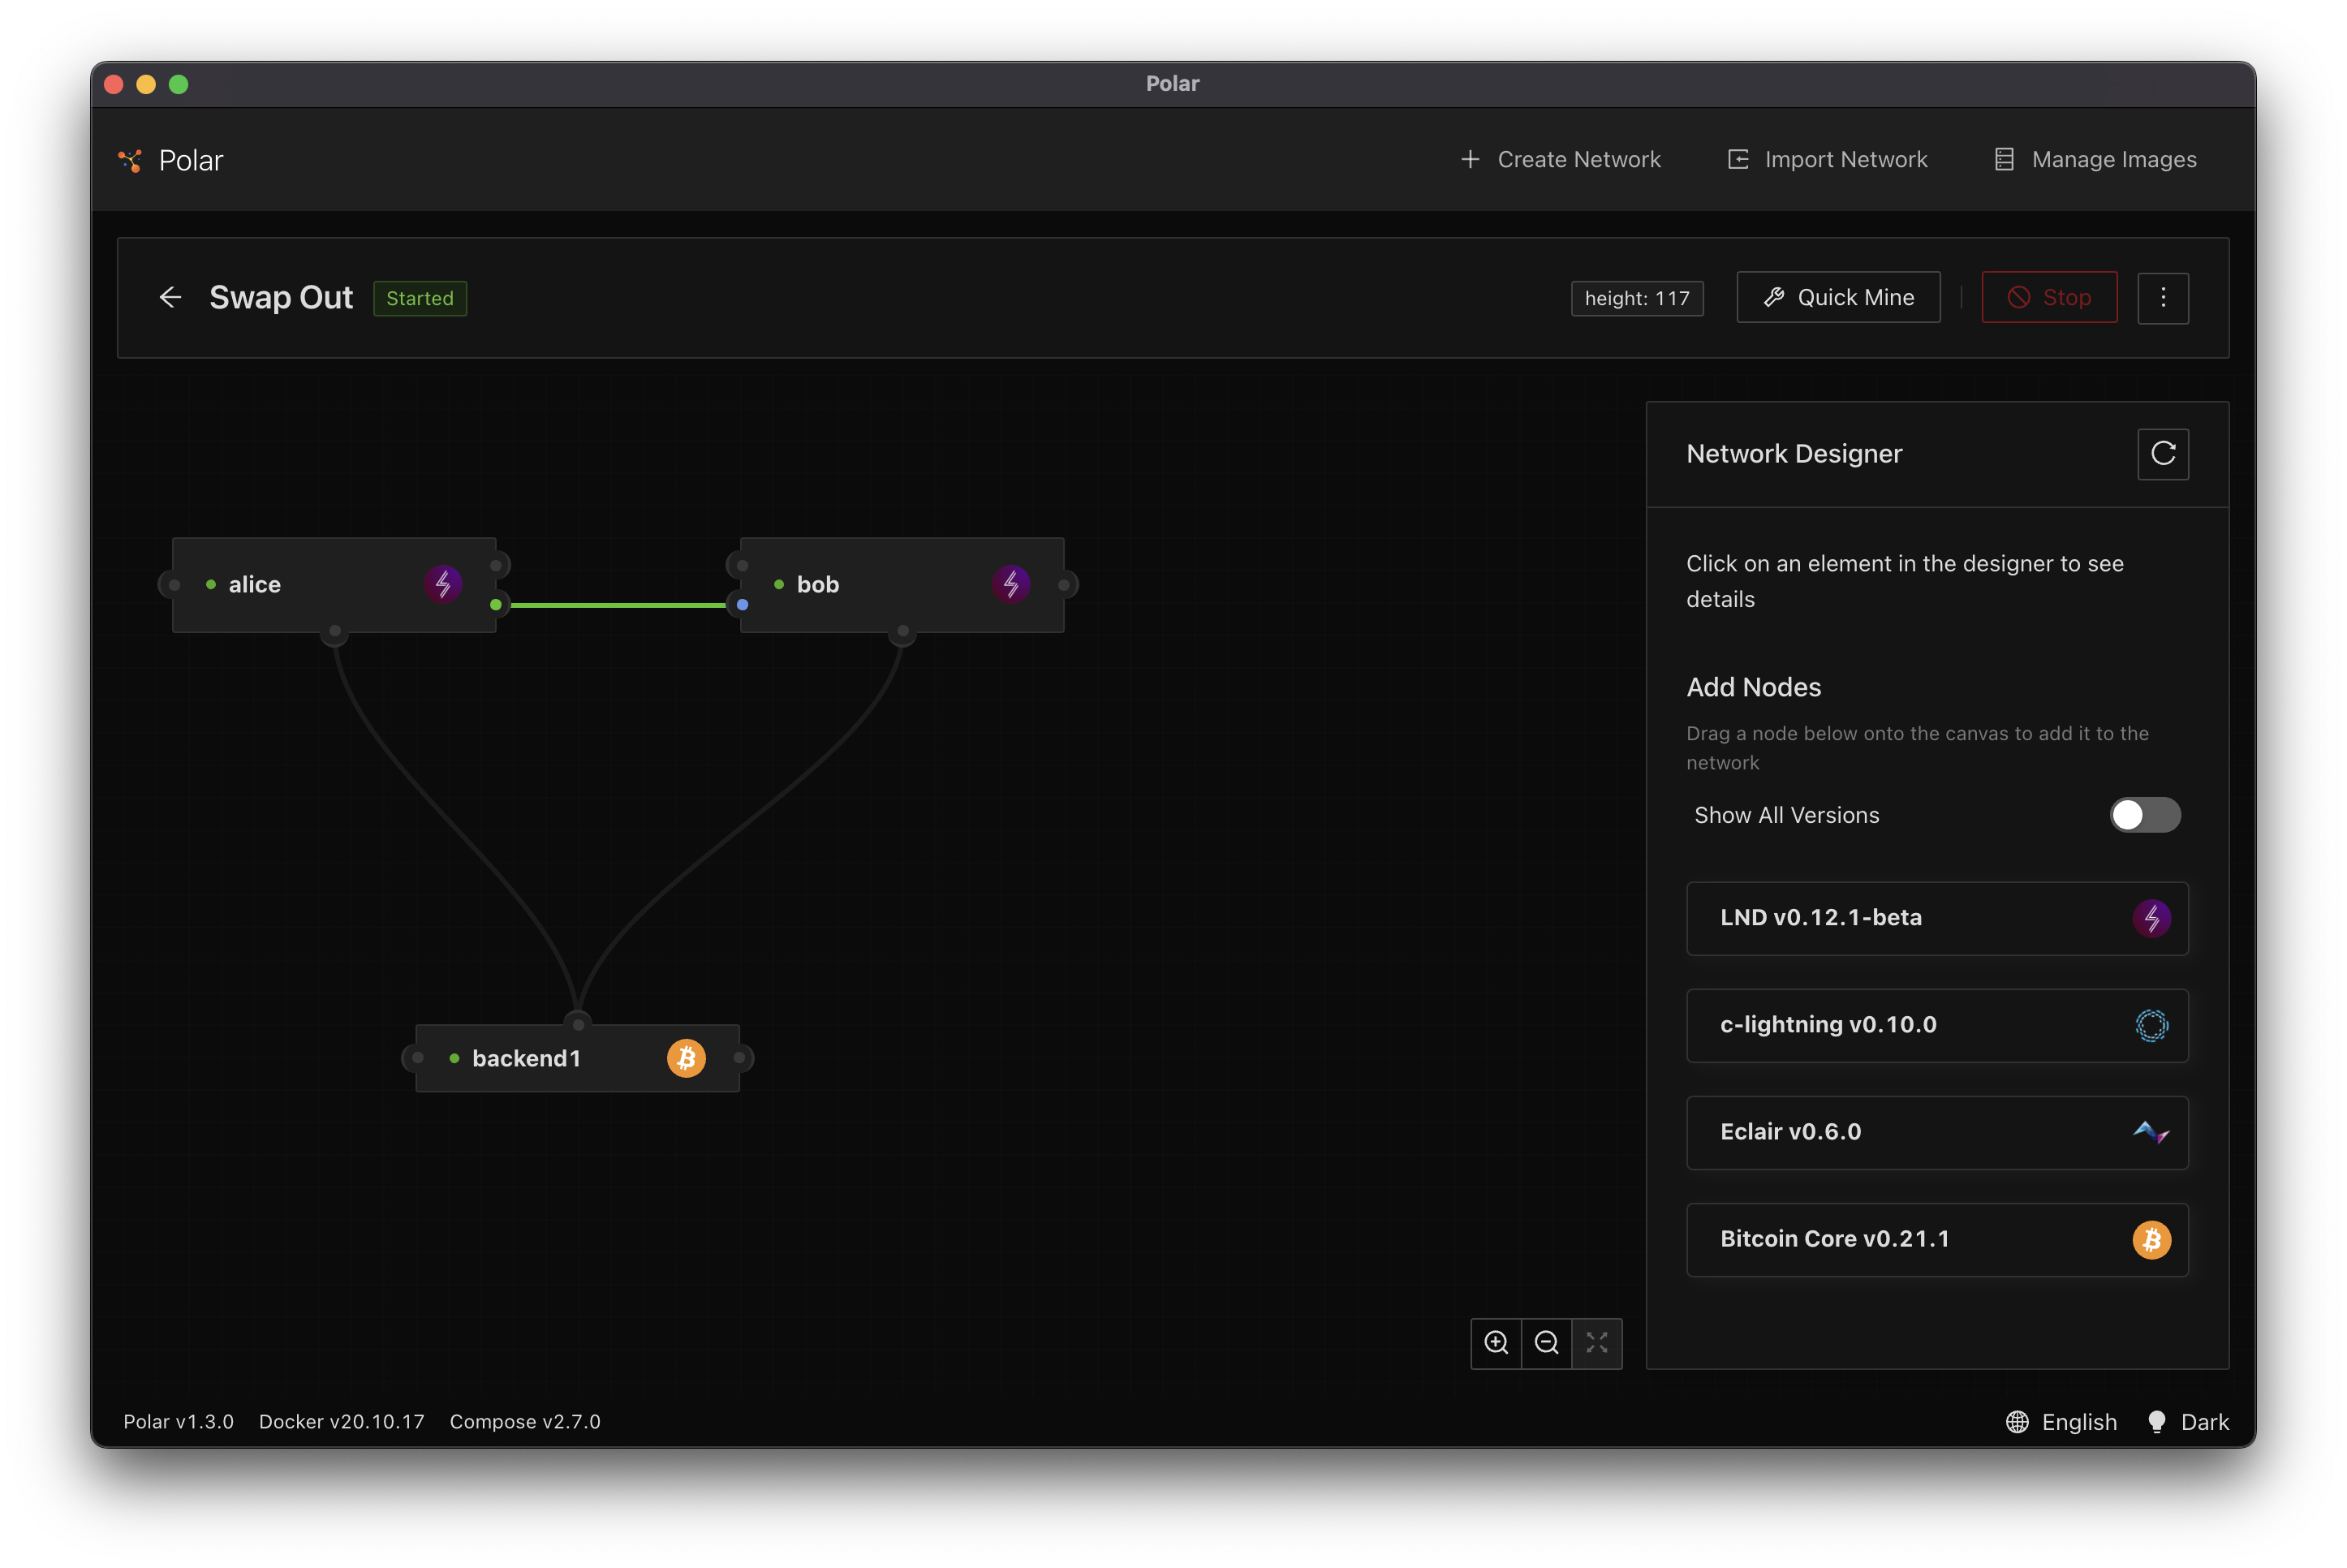 Polar
Polar
Create Network
Import Network
Manage Images
Swap Out
Started
height: 117
Quick Mine
Stop
alice
bob
backend1
Network Designer
Click on an element in the designer to see
details
Add Nodes
Drag a node below onto the canvas to add it to the
network
Show All Versions
LND v0.12.1-beta
c-lightning v0.10.0
Eclair v0.6.0
Bitcoin Core v0.21.1
Polar v1.3.0 Docker v20.10.17 Compose v2.7.0
English
Dark